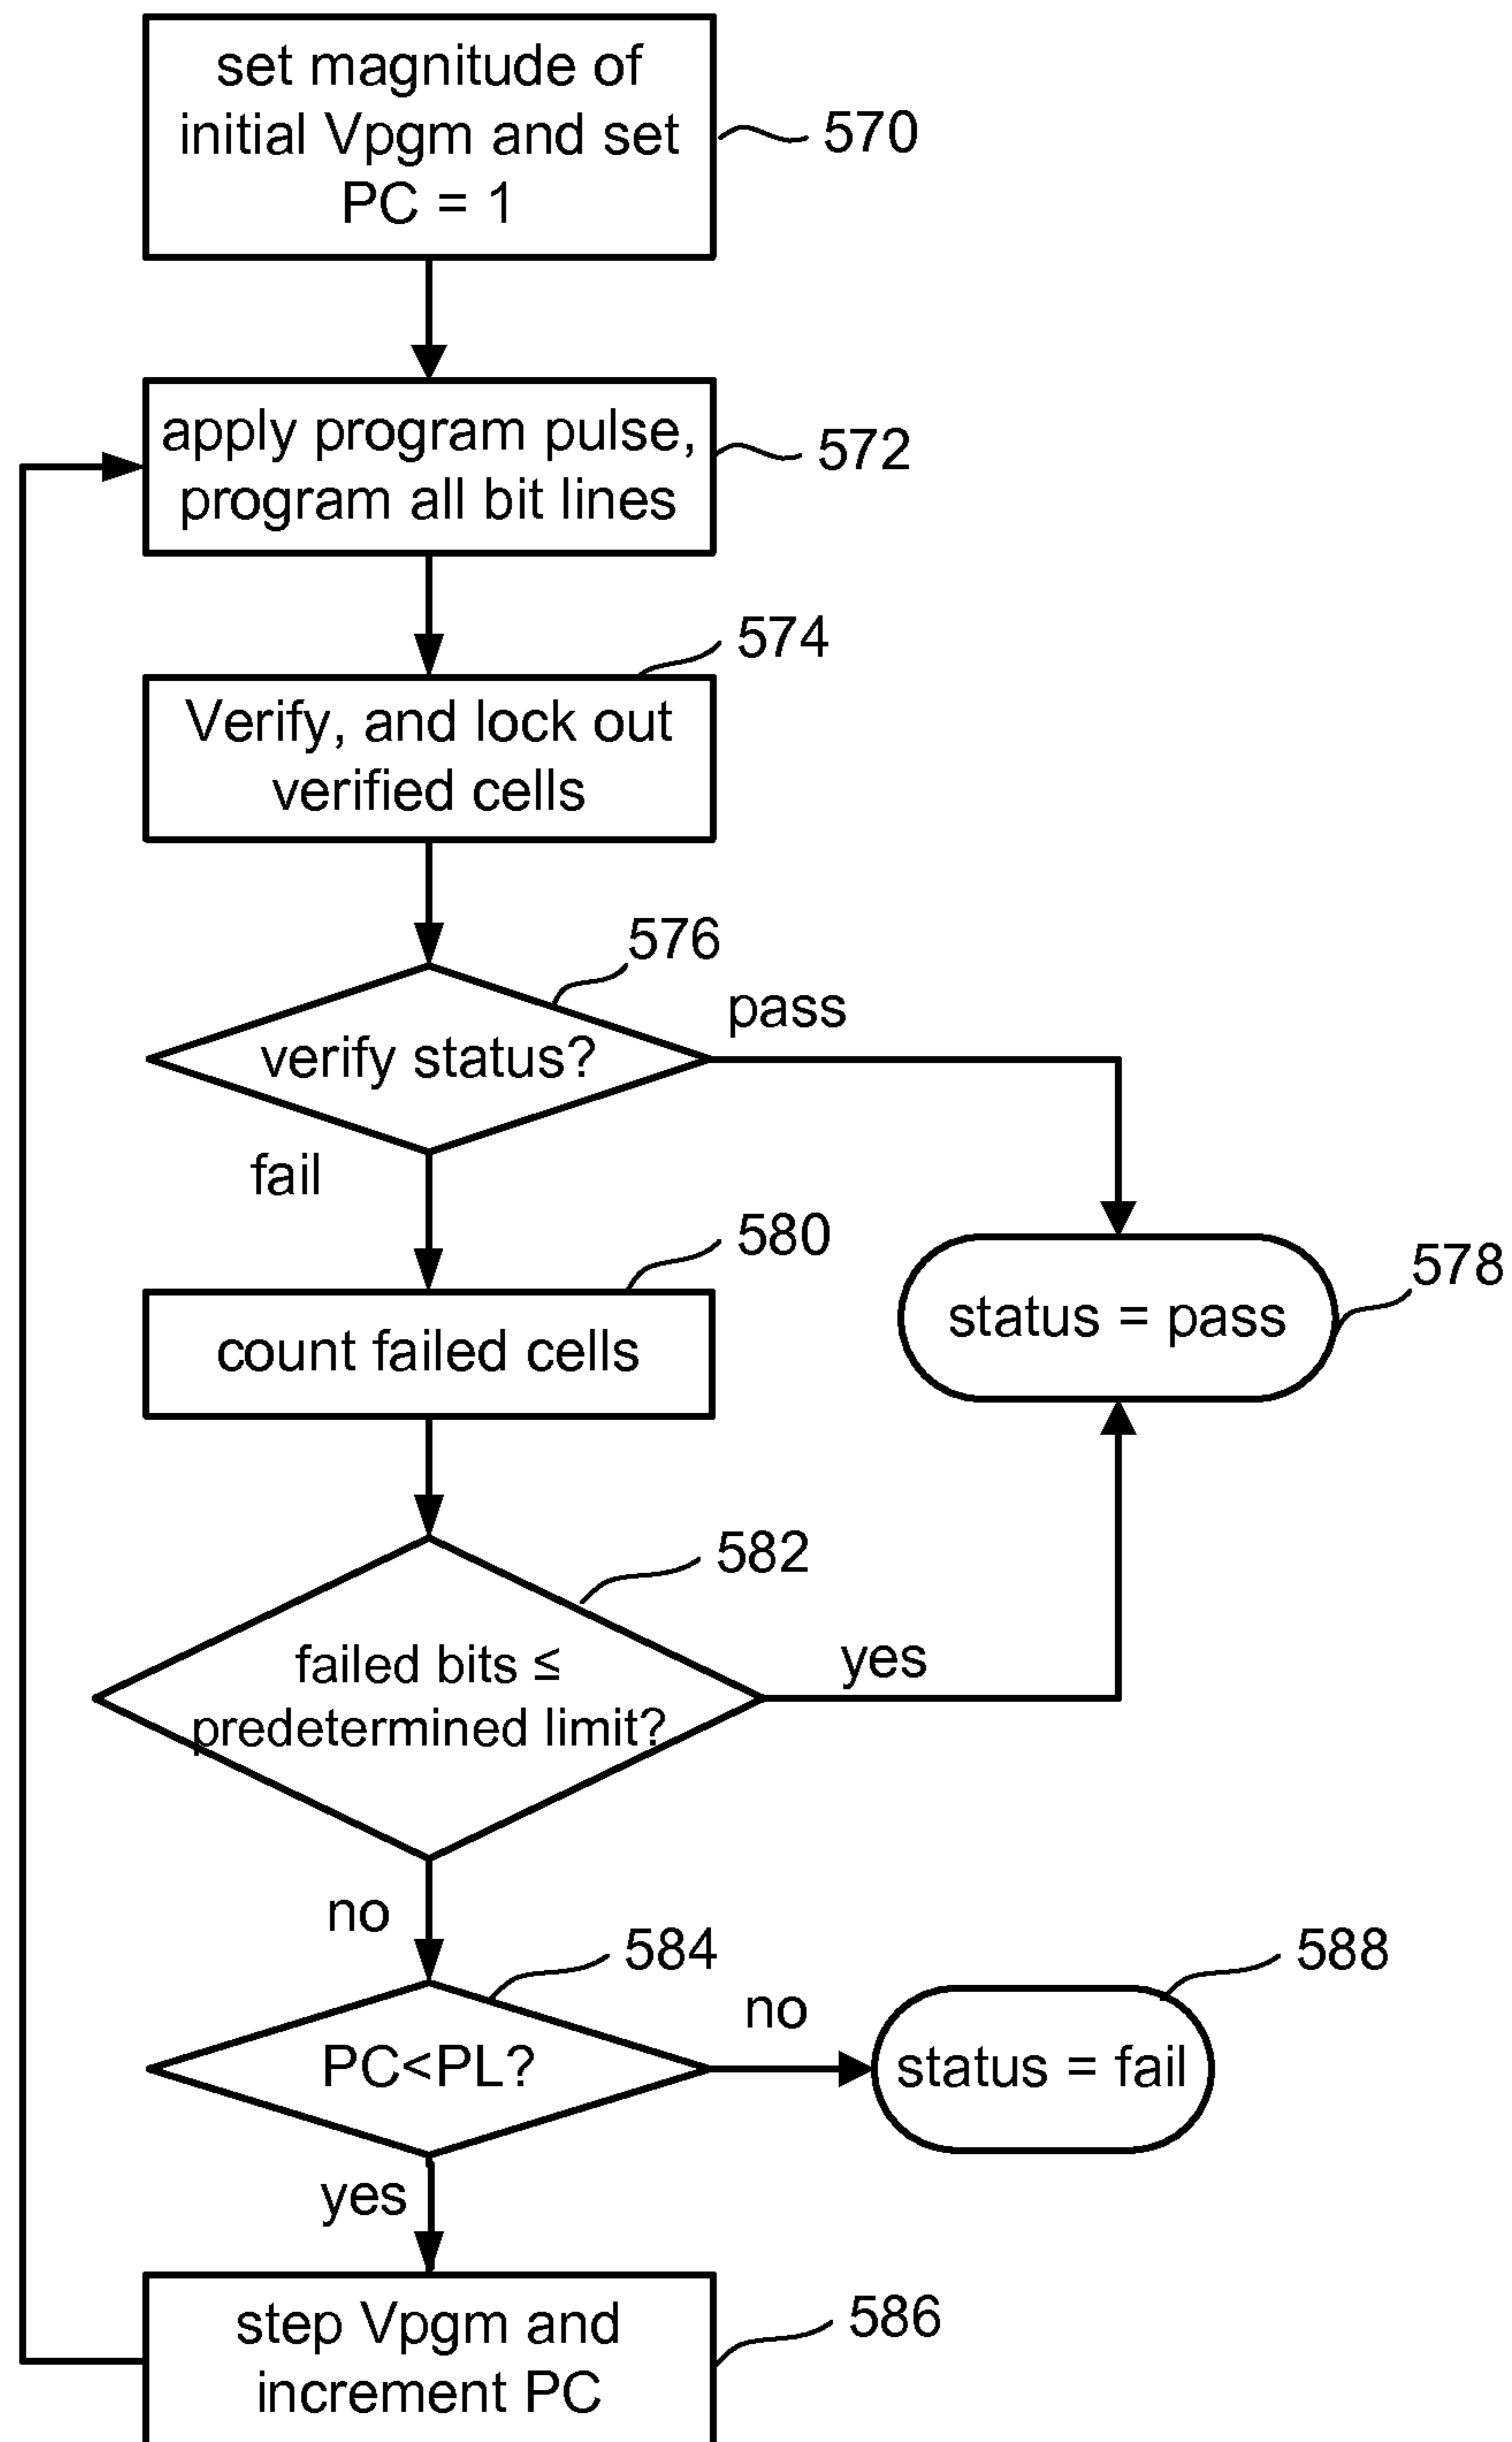 set magnitude of
initial Vpgm and set
PC = 1
570
apply program pulse,
program all bit lines
572
574
Verify, and lock out
verified cells
576
pass
verify status?
fail
580
578
count failed cells
status = pass
582
failed bits ≤
predetermined limit?
yes
no
584
588
no
PC<PL?
status = fail
yes
step Vpgm and
increment PC
586